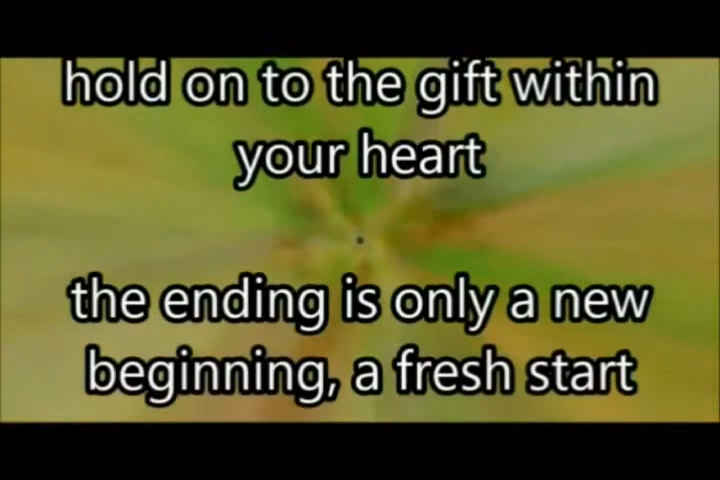 hold on to the gift within
your heart
the ending is only a new
beginning, a fresh start